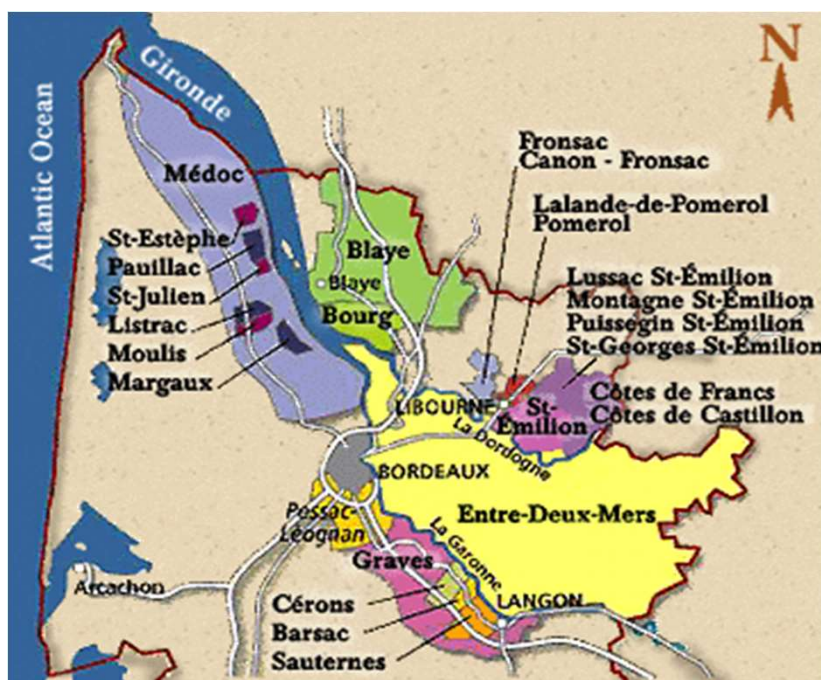 N
Atlantic Ocean
Gironde
Médoc
St-Estèphe
Pauillac
St-Julien
Listrac
Moulis
Margaux
Blaye
Blaye
Bourg
Fronsac
Canon - Fronsac
Lalande-de-Pomerol
Pomerol
Lussac St-Émilion
Montagne St-Émilion
Puissegin St-Émilion
St-Georges St-Émilion
Côtes de Francs
Côtes de Castillon
LIBOURNE
St-
Émilion
La Dordogne
BORDEAUX
Entre-Deux-Mers
Pessac-
Léognan
La Garonne
Graves
Arcachon
Cérons
Barsac
Sauternes
LANGON